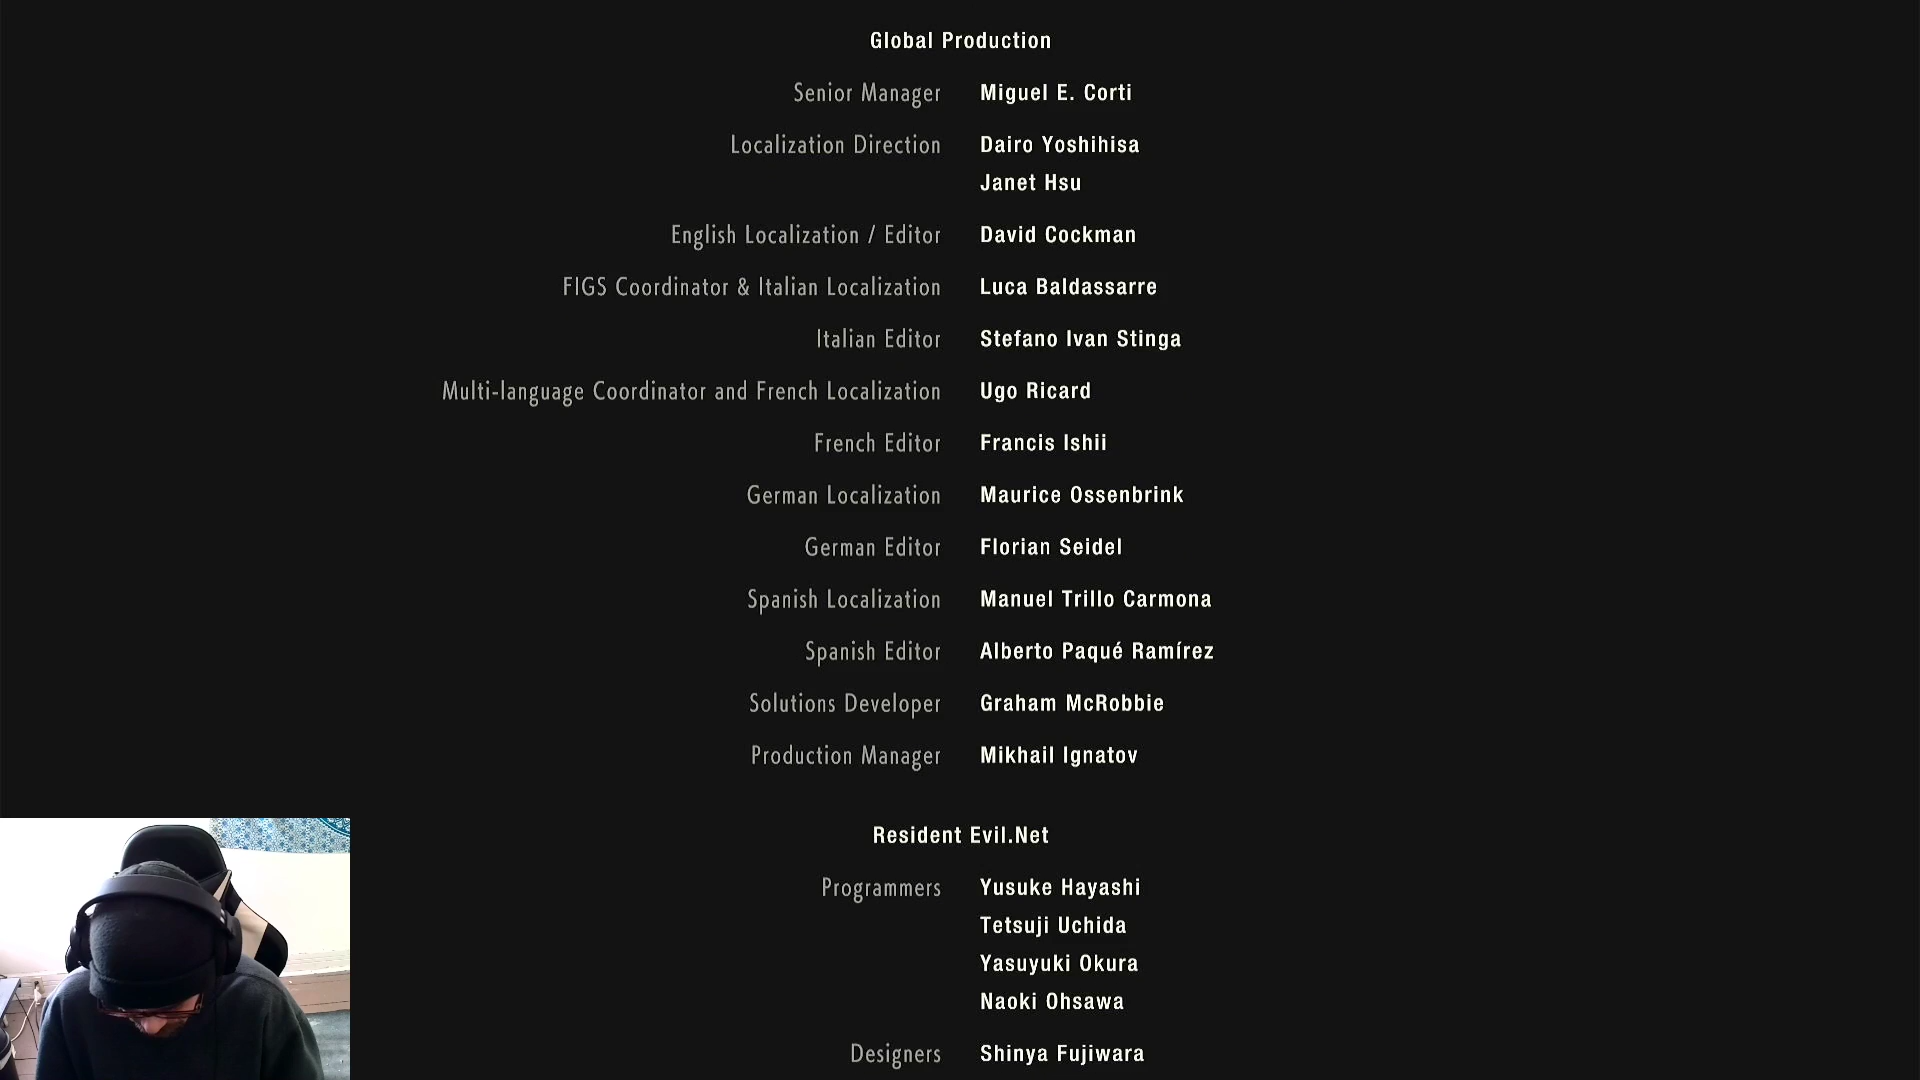 Global Production
Senior Manager Miguel E. Corti
Localization Direction Dairo Yoshihisa
Janet Hsu
English Localization / Editor David Cockman
FIGS Coordinator & Italian Localization Luca Baldassarre
Italian Editor Stefano Ivan Stinga
Multi-language Coordinator and French Localization Ugo Ricard
French Editor Francis Ishii
German Localization Maurice Ossenbrink
German Editor Florian Seidel
Spanish Localization Manuel Trillo Carmona
Spanish Editor Alberto Paqué Ramírez
Solutions Developer Graham McRobbie
Production Manager Mikhail Ignatov
Resident Evil.Net
Programmers Yusuke Hayashi
Tetsuji Uchida
Yasuyuki Okura
Naoki Ohsawa
Designers Shinya Fujiwara